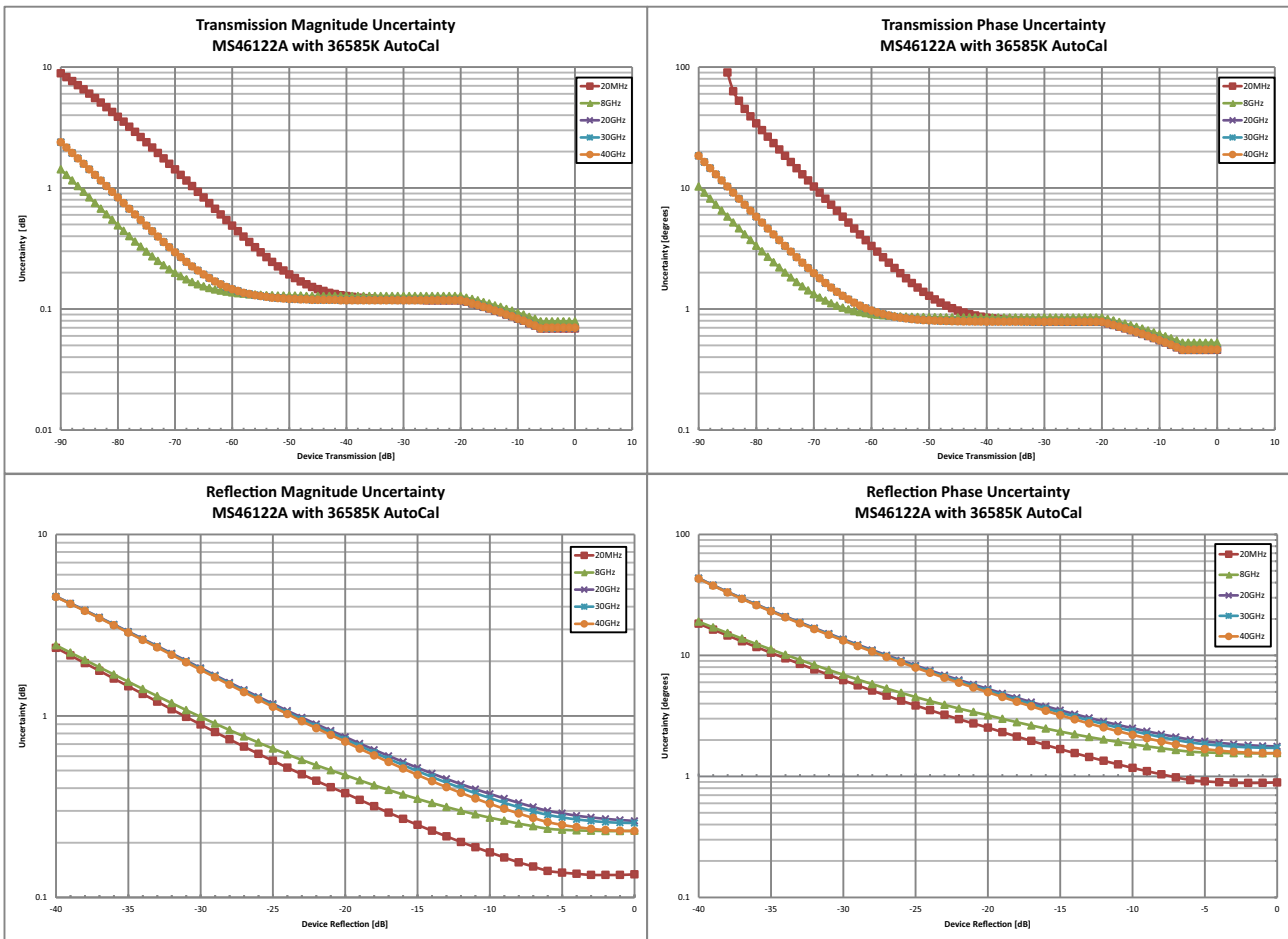 Transmission Magnitude Uncertainty
MS46122A with 36585K AutoCal
10
1
0.1
0.01
Uncertainty [dB]
-90 -80 -70 -60 -50 -40 -30 -20 -10 0 10
Device Transmission [dB]
20MHz
8GHz
20GHz
30GHz
40GHz
Transmission Phase Uncertainty
MS46122A with 36585K AutoCal
100
10
1
0.1
Uncertainty [degrees]
-90 -80 -70 -60 -50 -40 -30 -20 -10 0 10
Device Transmission [dB]
20MHz
8GHz
20GHz
30GHz
40GHz
Reflection Magnitude Uncertainty
MS46122A with 36585K AutoCal
10
1
0.1
Uncertainty [dB]
-40 -35 -30 -25 -20 -15 -10 -5 0
Device Reflection [dB]
20MHz
8GHz
20GHz
30GHz
40GHz
Reflection Phase Uncertainty
MS46122A with 36585K AutoCal
100
10
1
0.1
Uncertainty [degrees]
-40 -35 -30 -25 -20 -15 -10 -5 0
Device Reflection [dB]
20MHz
8GHz
20GHz
30GHz
40GHz